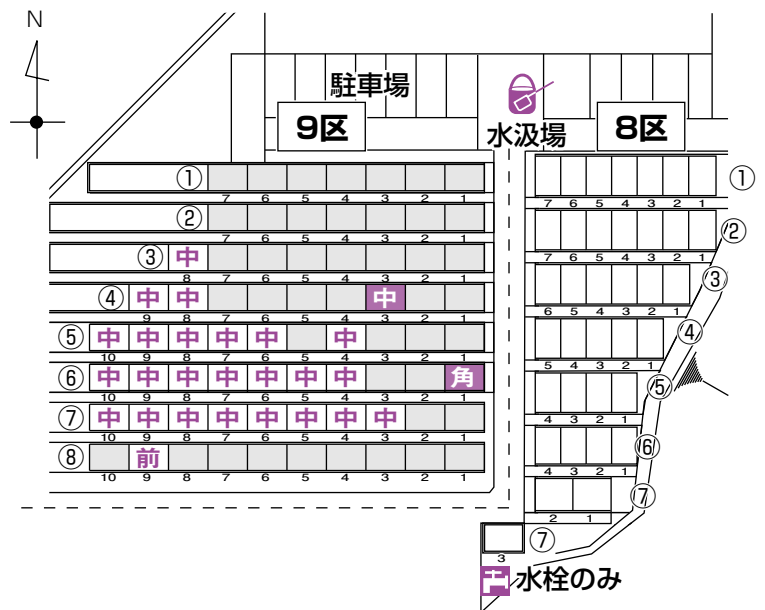 N
駐車場
9区
水汲場
8区
①
7 6 5 4 3 2 1
②
7 6 5 4 3 2 1
③ 中
8 7 6 5 4 3 2 1
④ 中 中 中
9 8 7 6 5 4 3 2 1
⑤ 中 中 中 中 中 中
10 9 8 7 6 5 4 3 2 1
⑥ 中 中 中 中 中 中 中 角
10 9 8 7 6 5 4 3 2 1
⑦ 中 中 中 中 中 中 中 中
10 9 8 7 6 5 4 3 2 1
⑧ 前
10 9 8 7 6 5 4 3 2 1
①
7 6 5 4 3 2 1
②
7 6 5 4 3 2 1
③
6 5 4 3 2 1
④
5 4 3 2 1
⑤
4 3 2 1
⑥
4 3 2 1
⑦
2 1
⑦
3
水栓のみ